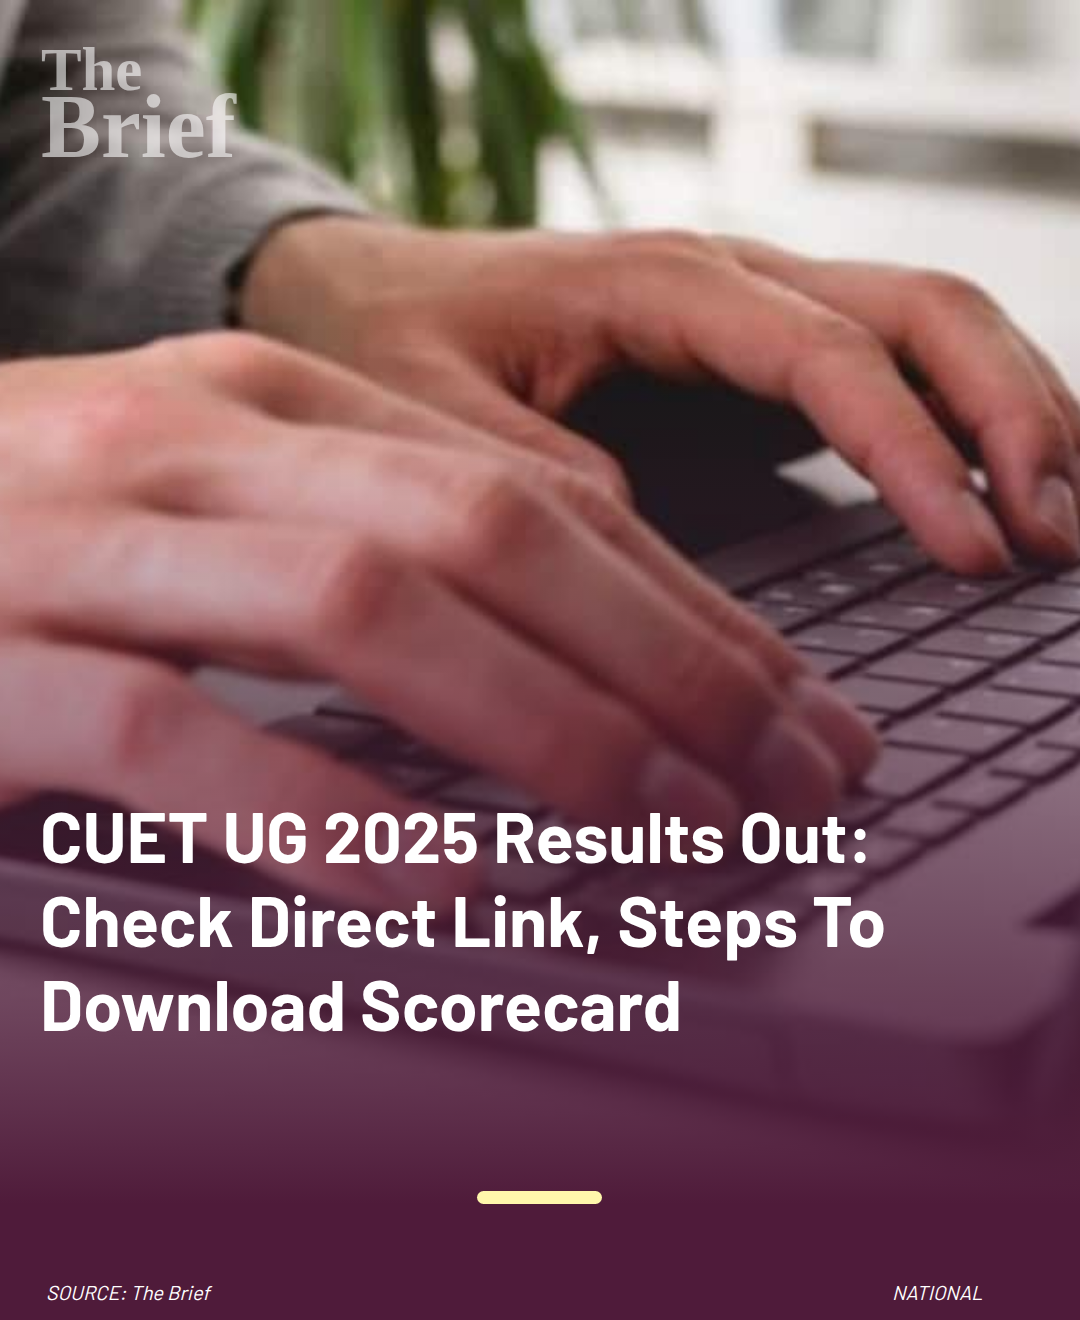 The
Brief
CUET UG 2025 Results Out:
Check Direct Link, Steps To
Download Scorecard
SOURCE: The Brief
NATIONAL